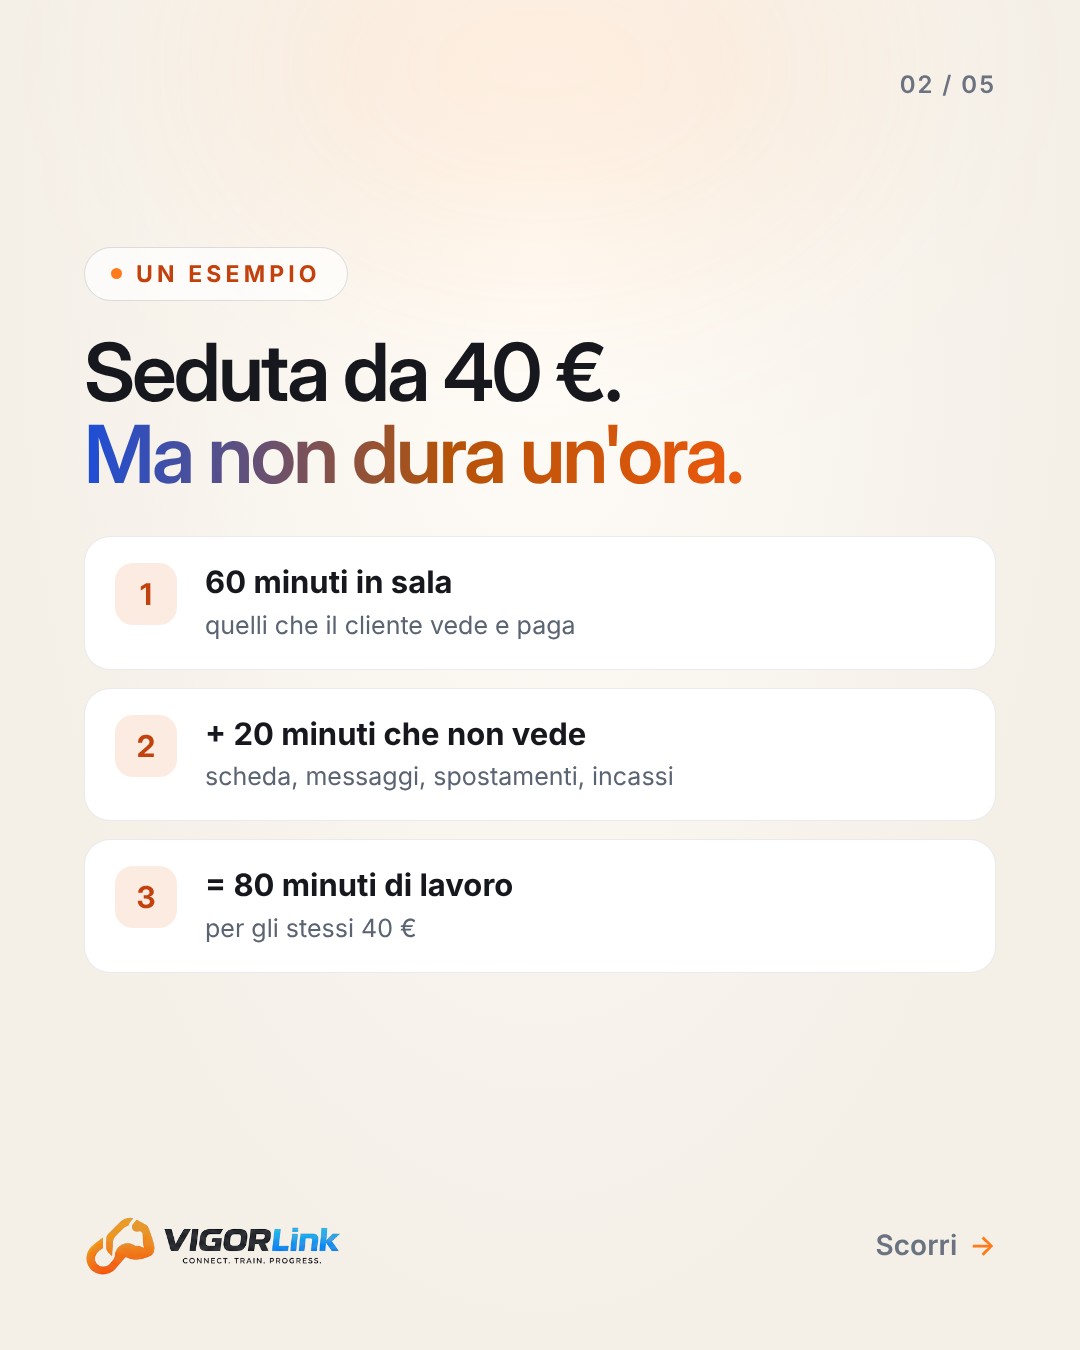 02 / 05
UN ESEMPIO
Seduta da 40 €.
Ma non dura un'ora.
1
60 minuti in sala
quelli che il cliente vede e paga
2
+ 20 minuti che non vede
scheda, messaggi, spostamenti, incassi
3
= 80 minuti di lavoro
per gli stessi 40 €
VIGORLink
CONNECT. TRAIN. PROGRESS.
Scorri →